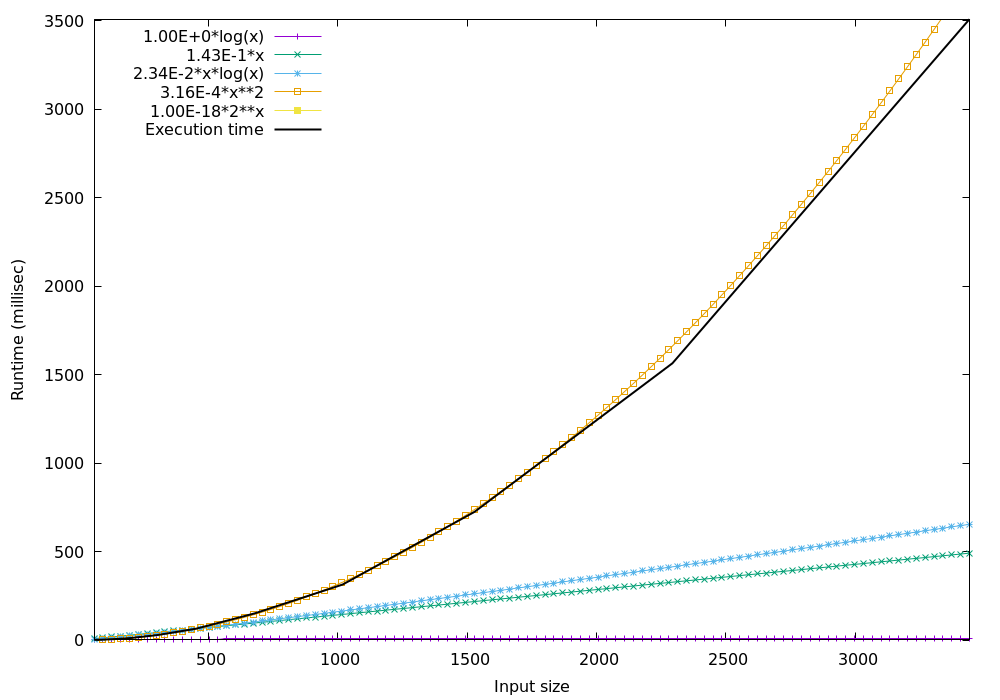 3500
3000
2500
2000
1500
1000
500
0
Runtime (millisec)
1.00E+0*log(x)
1.43E-1*x
2.34E-2*x*log(x)
3.16E-4*x**2
1.00E-18*2**x
Execution time
500 1000 1500 2000 2500 3000
Input size